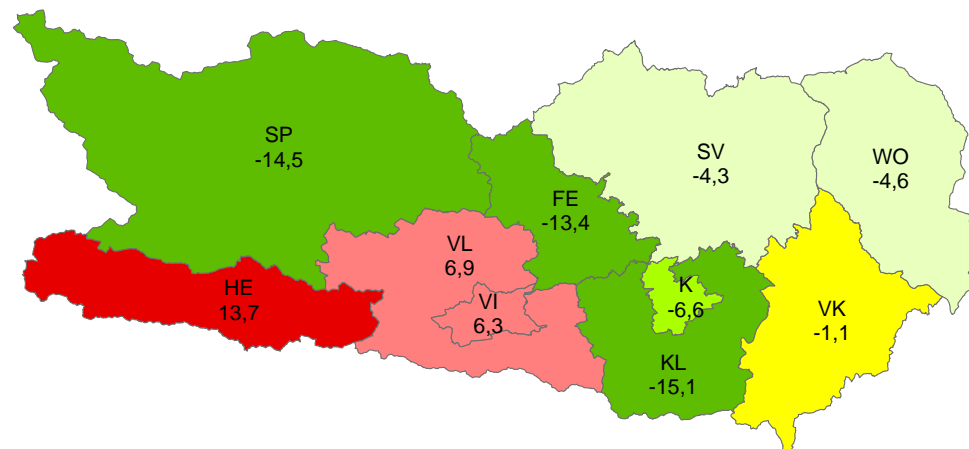 SP
-14,5
SV
-4,3
WO
-4,6
FE
-13,4
VL
6,9
HE
13,7
VI
6,3
K
-6,6
VK
-1,1
KL
-15,1